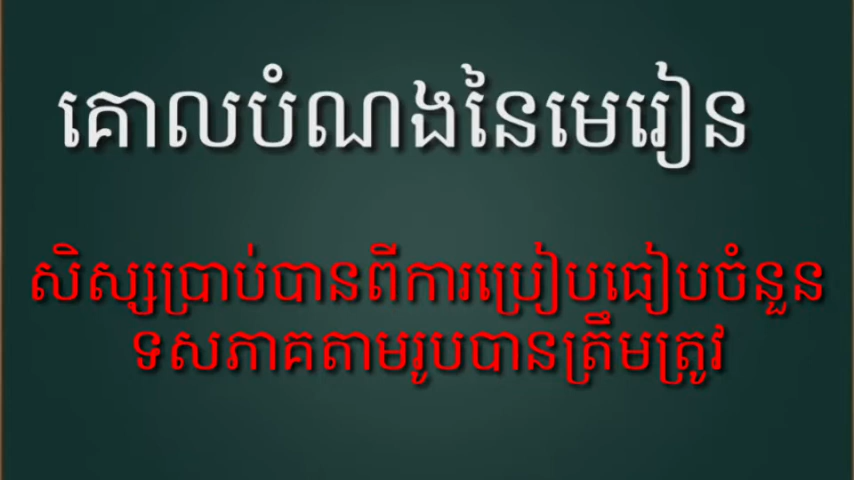 គោលបំណងនៃមេរៀន
សិស្សប្រាប់បានពីការប្រៀបធៀបចំនួន
ទសភាគតាមរូបបានត្រឹមត្រូវ